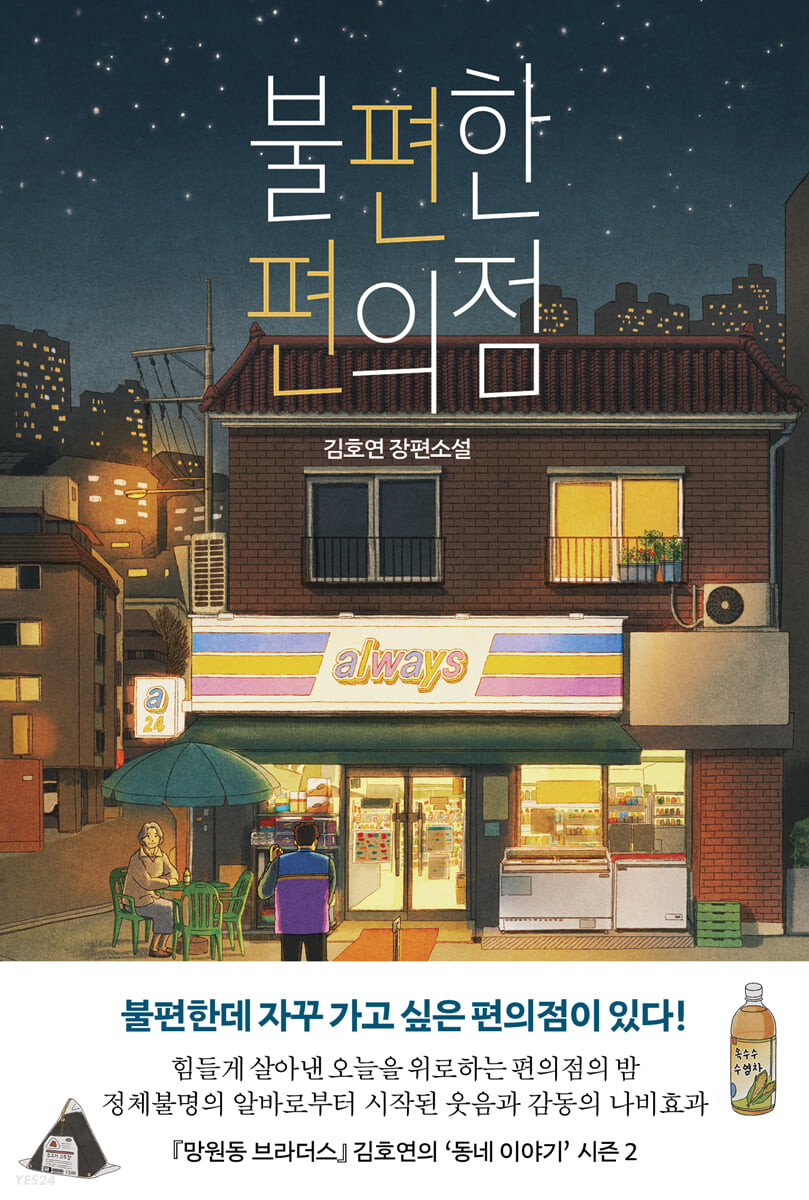 불편한
편의점
김호연 장편소설
always
a
24
불편한데 자꾸 가고 싶은 편의점이 있다!
힘들게 살아낸 오늘을 위로하는 편의점의 밤
정체불명의 알바로부터 시작된 웃음과 감동의 나비효과
『망원동 브라더스』 김호연의 ‘동네 이야기’ 시즌 2
옥수수
수염차
YES24